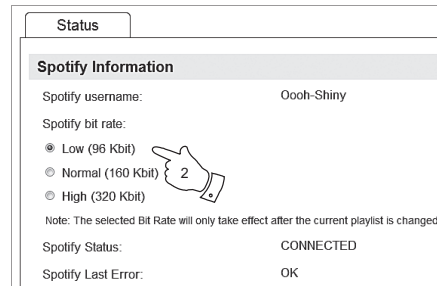 Status
Spotify Information
Spotify username: Oooh-Shiny
Spotify bit rate:
Low (96 Kbit)
Normal (160 Kbit) 2
High (320 Kbit)
Note: The selected Bit Rate will only take effect after the current playlist is changed
Spotify Status: CONNECTED
Spotify Last Error: OK